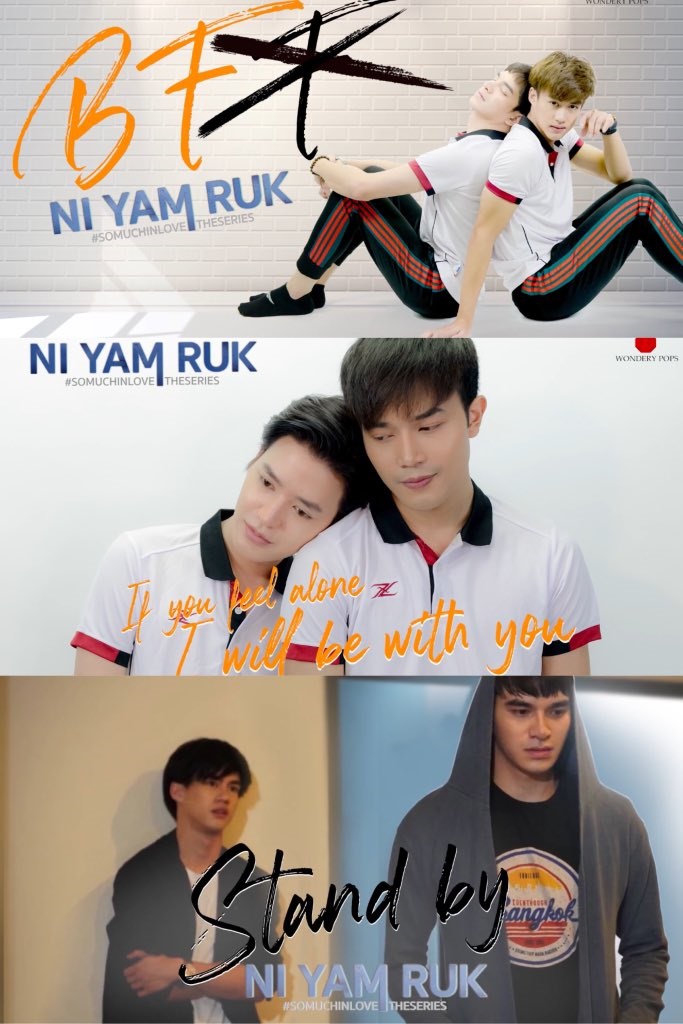 WONDERY POPS
BFF
NI YAM RUK
#SOMUCHINLOVE THESERIES
NI YAM RUK
#SOMUCHINLOVE THESERIES
WONDERY POPS
If you feel alone
I will be with you
Bangkok
Stand by
NI YAM RUK
#SOMUCHINLOVE THESERIES